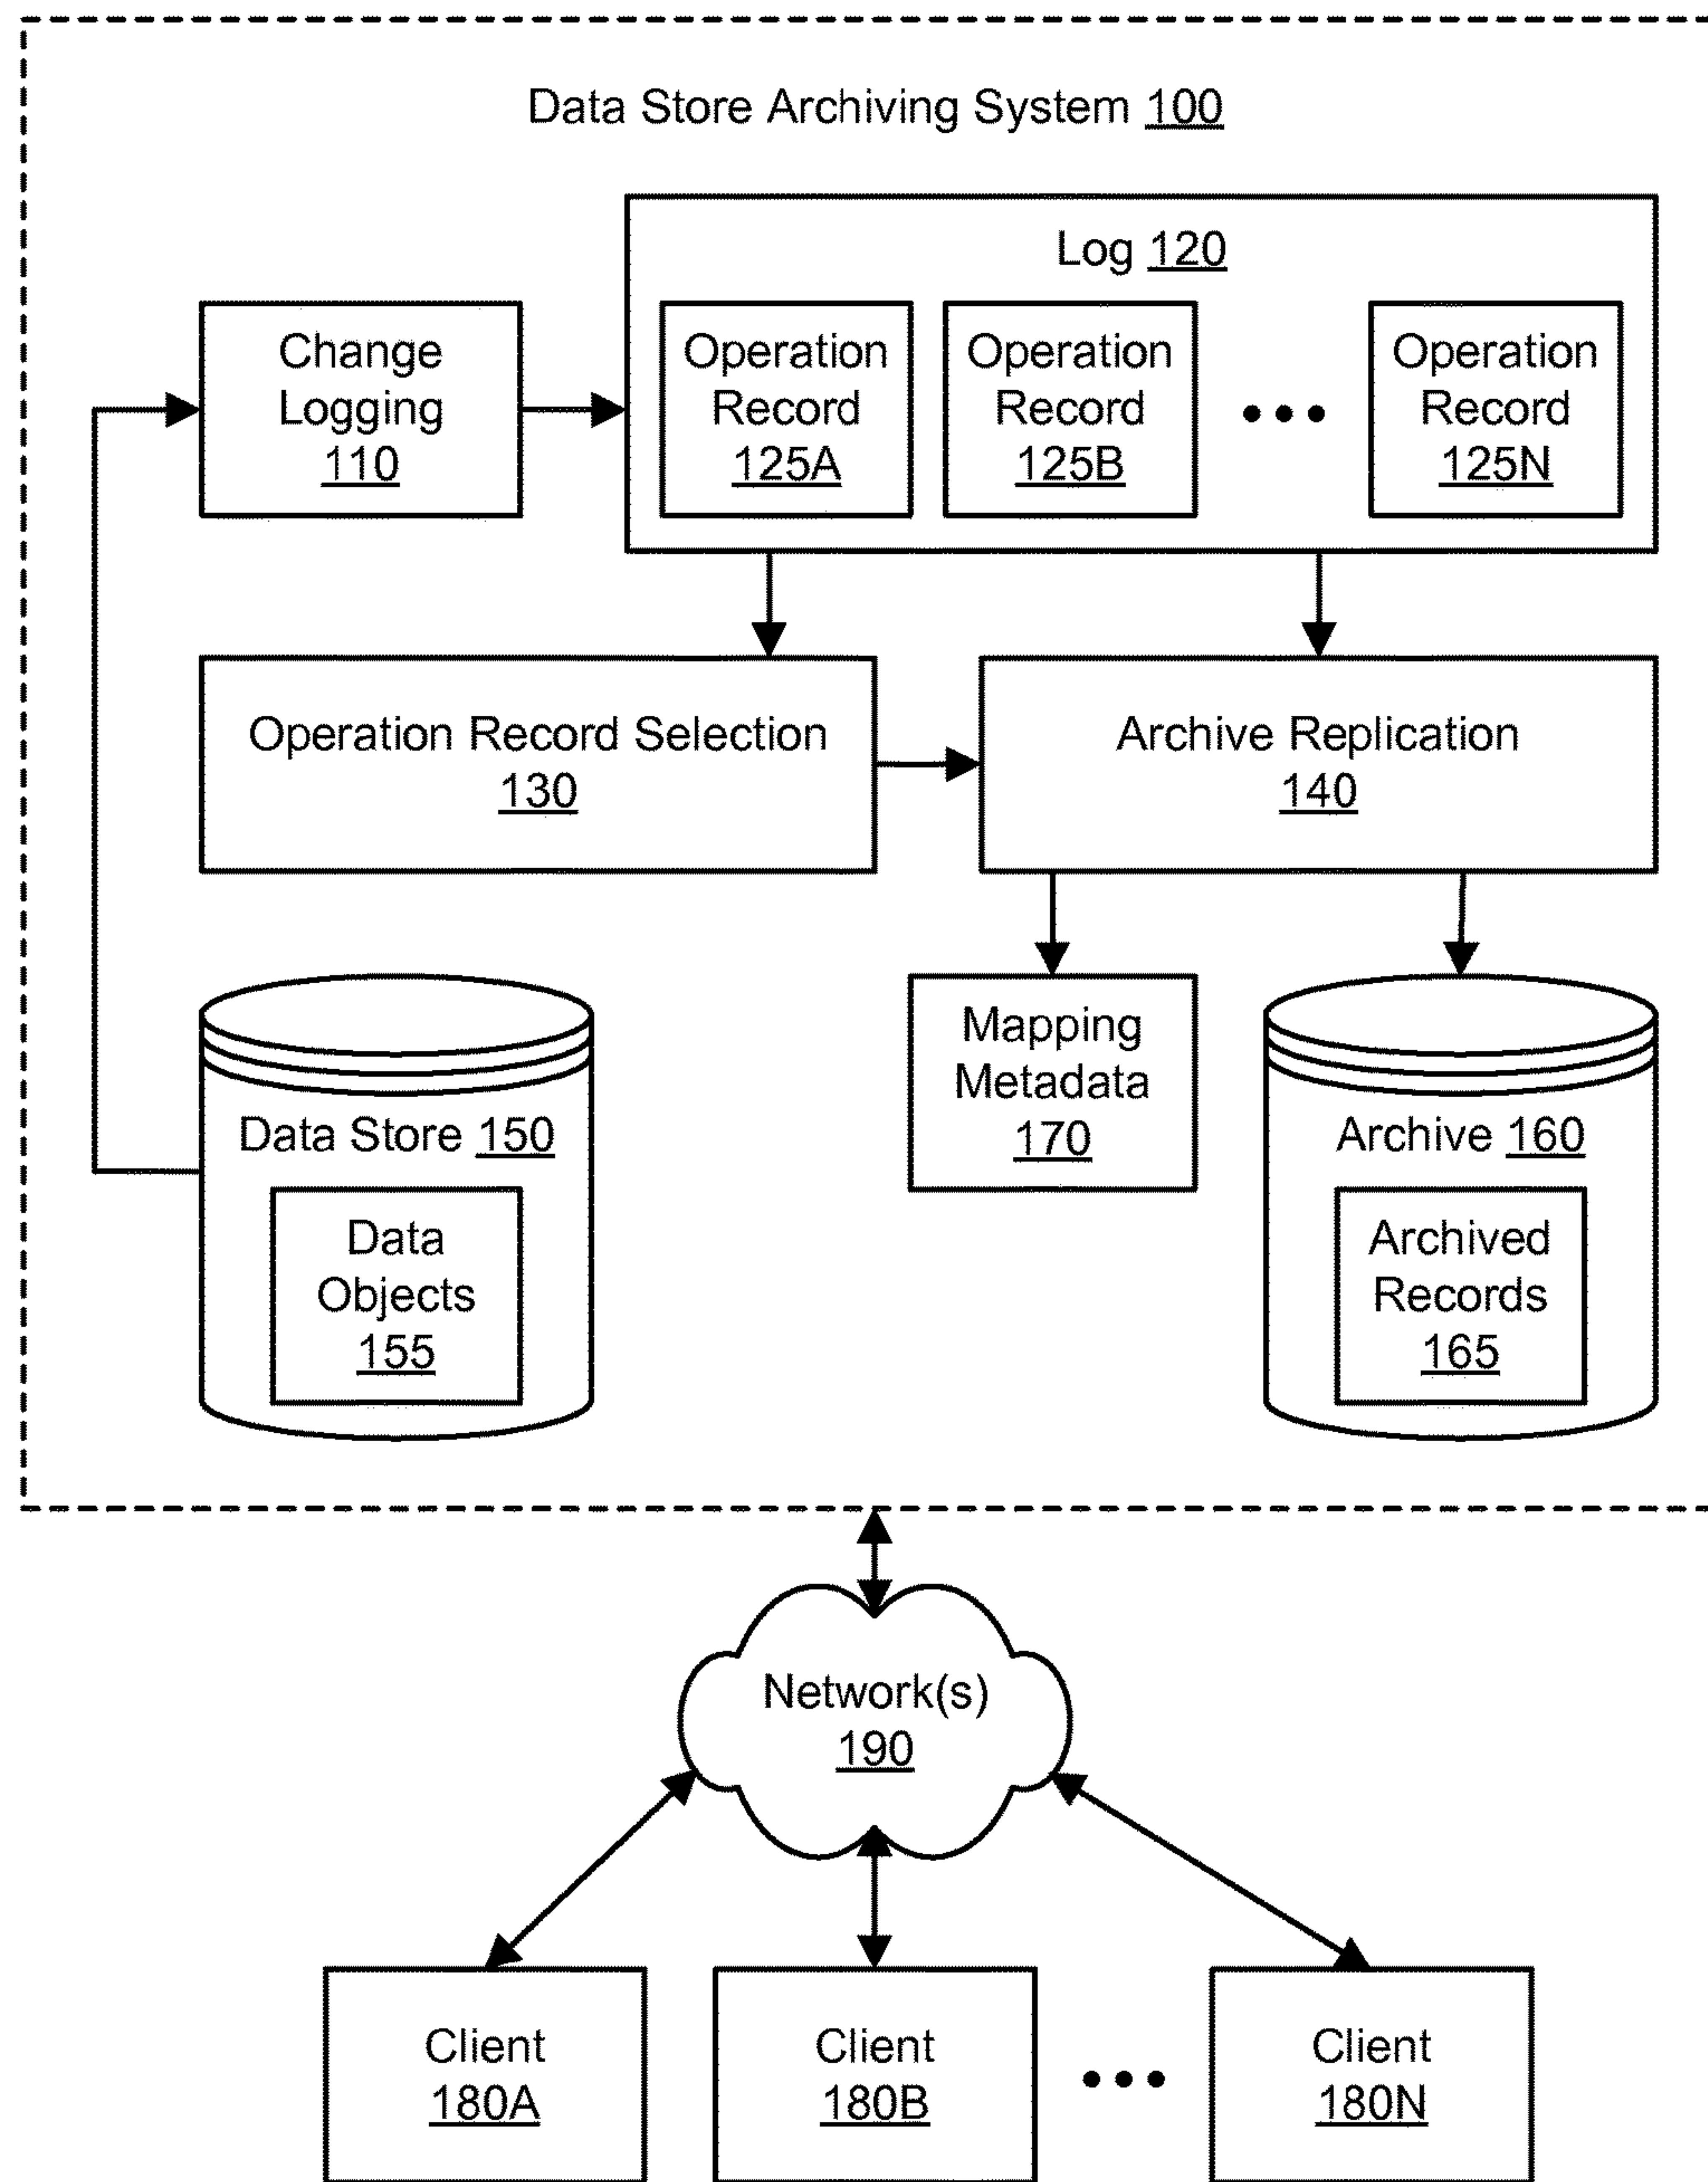 Data Store Archiving System 100
Log 120
Change
Logging
110
Operation
Record
125A
Operation
Record
125B
Operation
Record
125N
Operation Record Selection
130
Archive Replication
140
Data Store 150
Data
Objects
155
Mapping
Metadata
170
Archive 160
Archived
Records
165
Network(s)
190
Client
180A
Client
180B
Client
180N